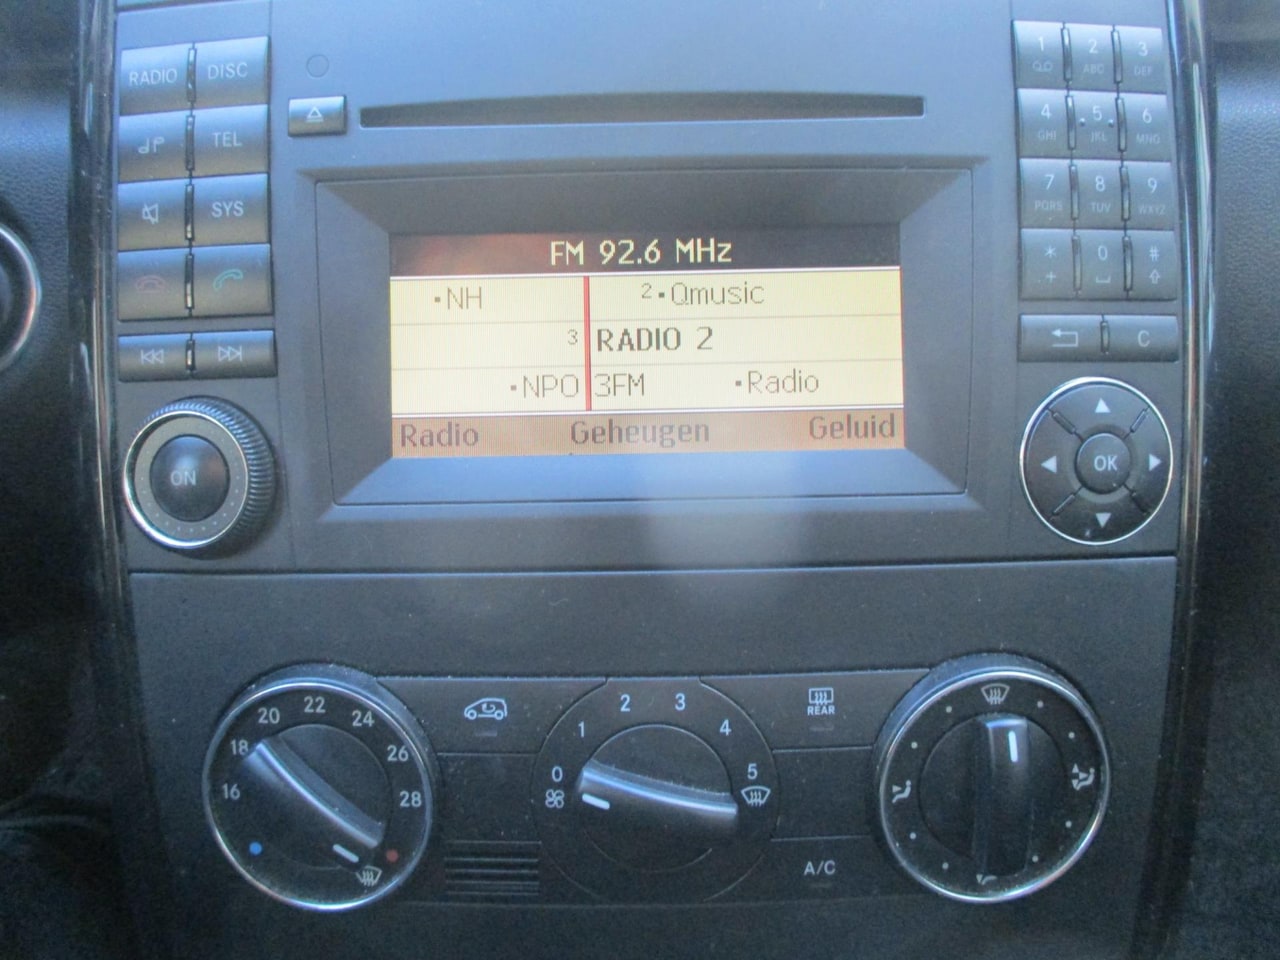 RADIO DISC
TEL
SYS
ON
FM 92.6 MHz
•NH 2•Qmusic
3 RADIO 2
•NPO 3FM •Radio
Radio Geheugen Geluid
1 2 3
ABC DEF
4 5 6
GHI JKL MNO
7 8 9
PQRS TUV WXYZ
* 0 #
+
C
OK
16 18 20 22 24 26 28
0 1 2 3 4 5
REAR
A/C